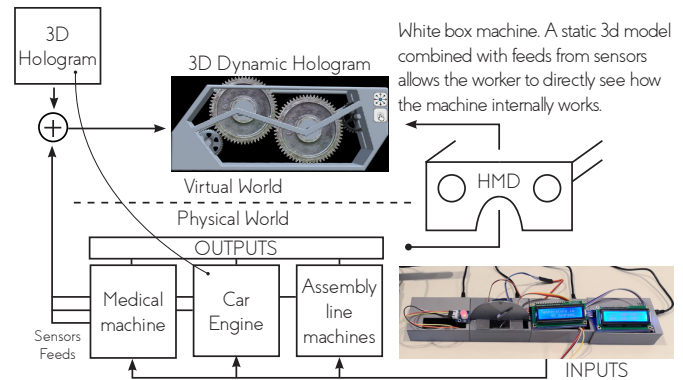 3D
Hologram
3D Dynamic Hologram
White box machine. A static 3d model
combined with feeds from sensors
allows the worker to directly see how
the machine internally works.
HMD
Virtual World
Physical World
OUTPUTS
Medical
machine
Car
Engine
Assembly
line
machines
Sensors
Feeds
INPUTS